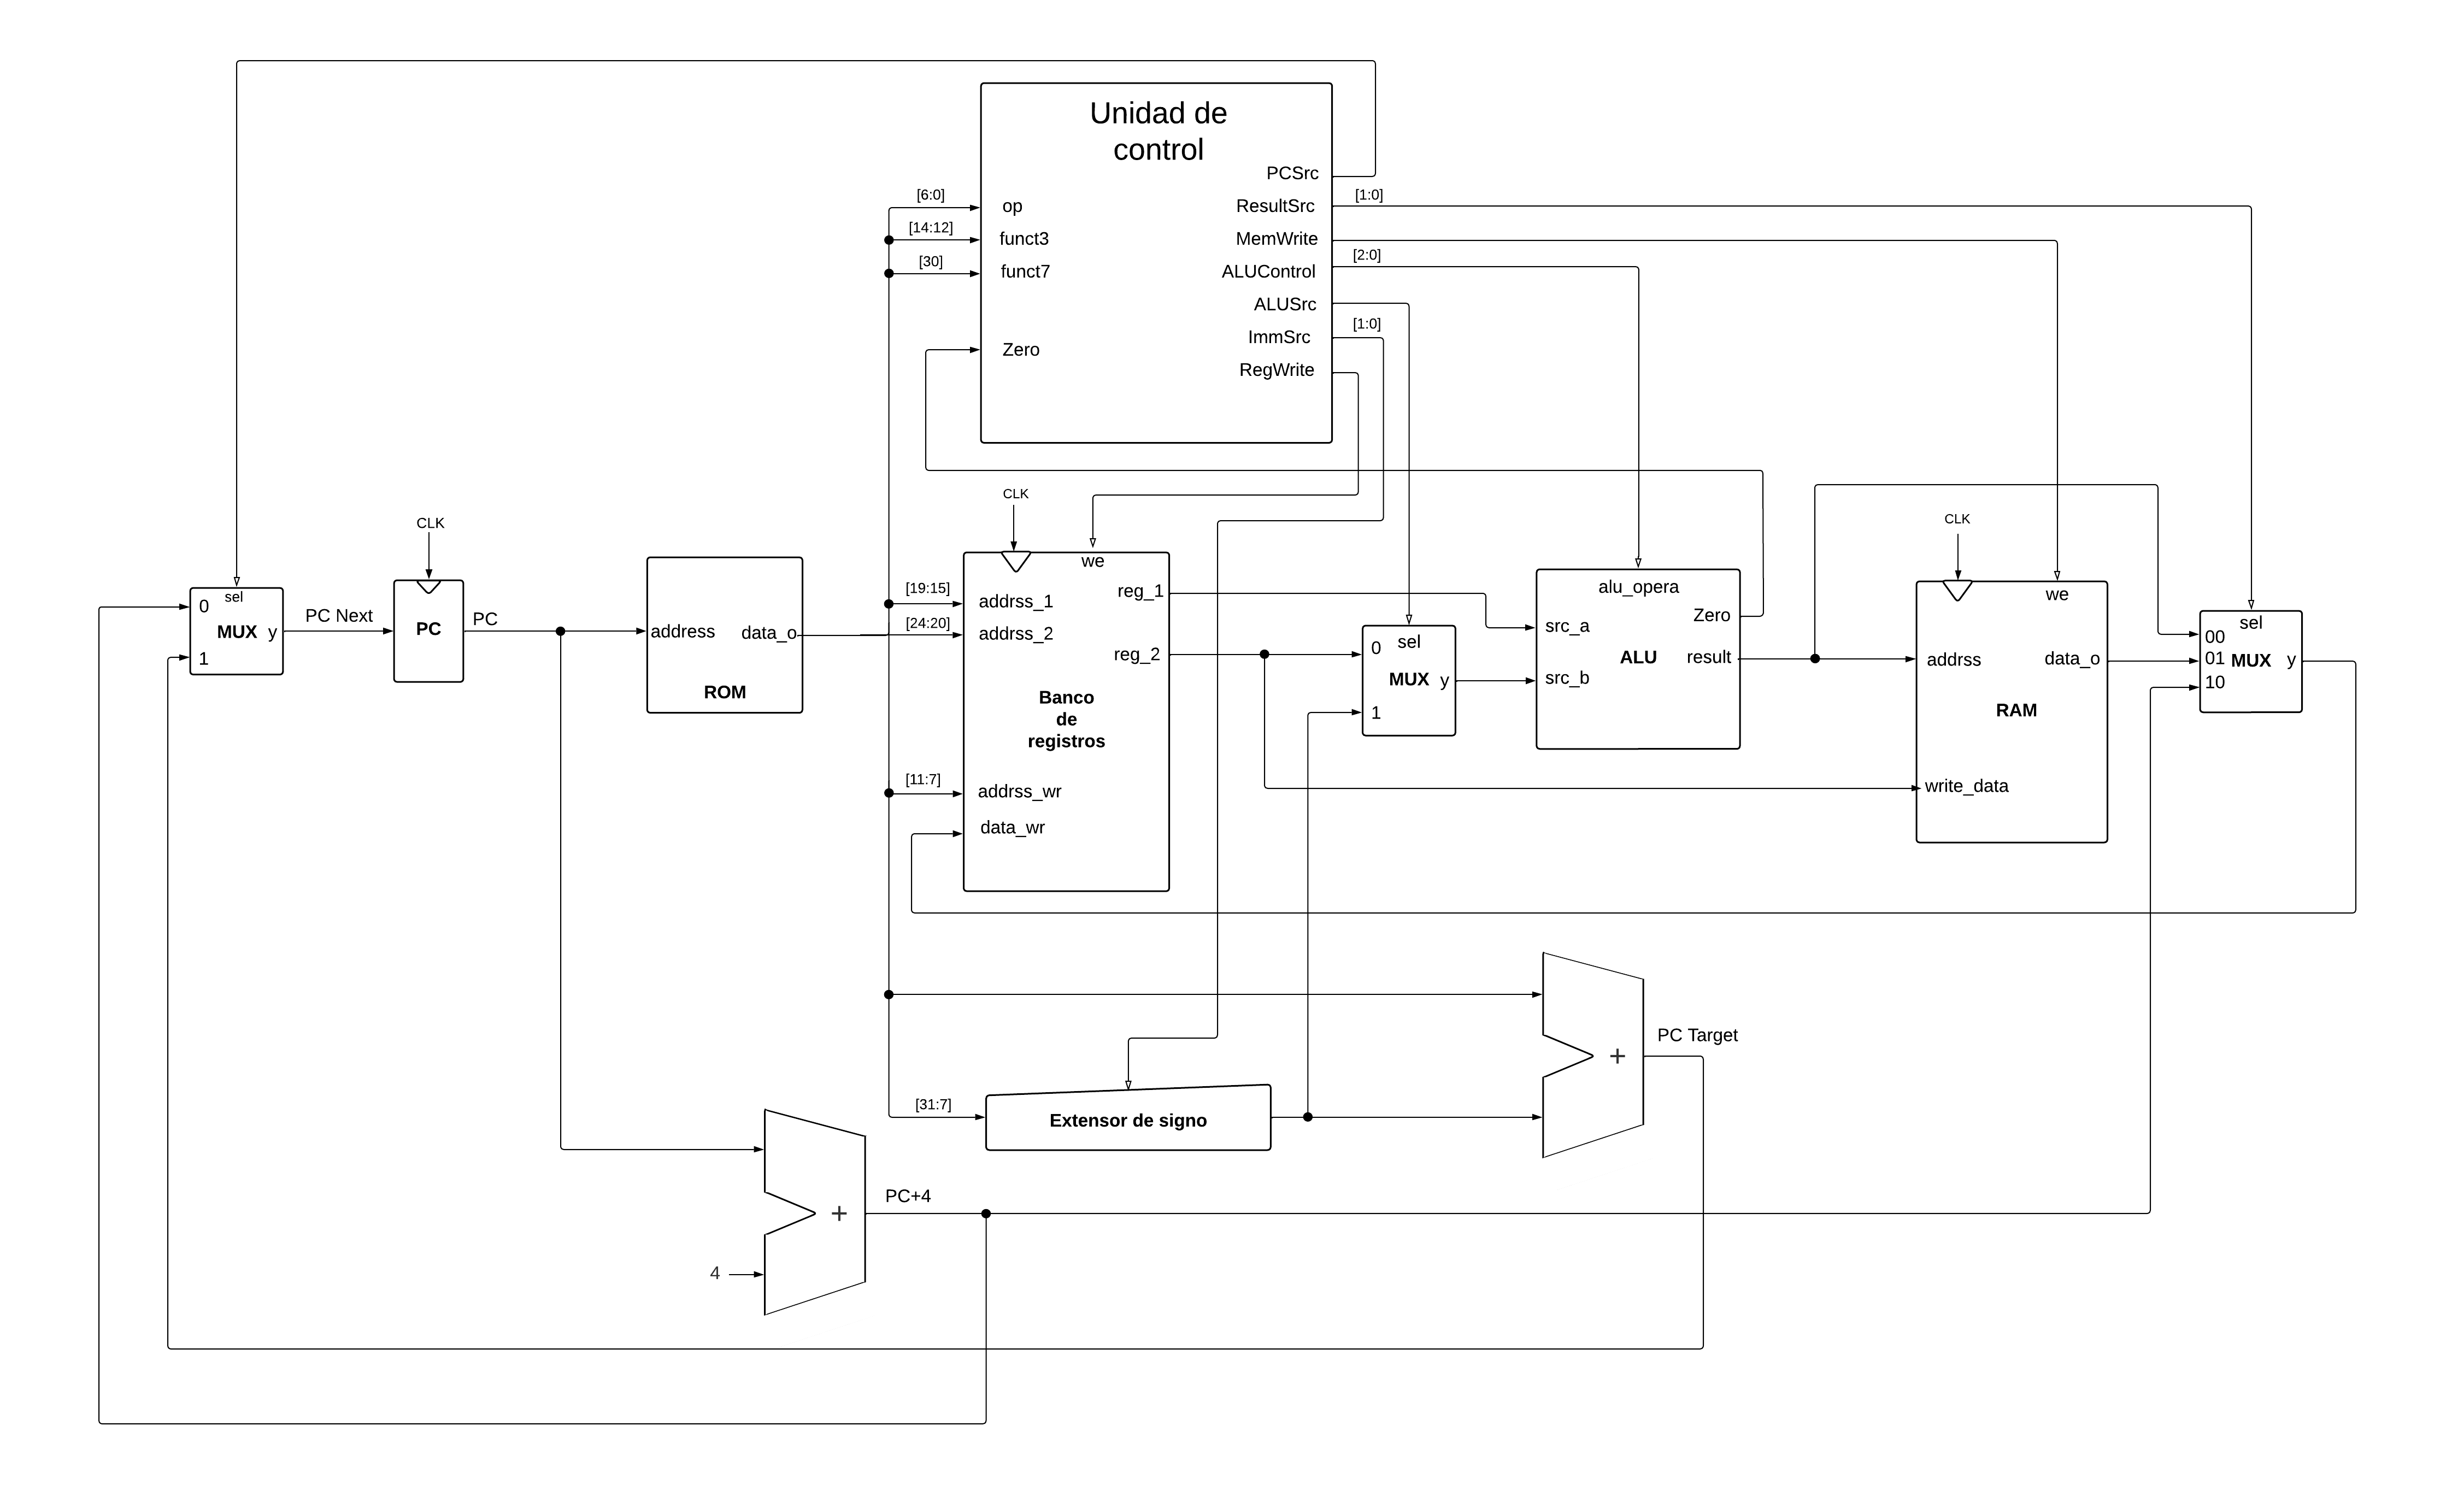 Unidad de
control
PCSrc
[6:0]
op
ResultSrc
[1:0]
[14:12]
funct3
MemWrite
[30]
funct7
ALUControl
[2:0]
ALUSrc
Zero
ImmSrc
[1:0]
RegWrite
CLK
CLK
CLK
sel
0
MUX y
1
PC Next
PC
PC
address
data_o
ROM
[19:15]
[24:20]
[11:7]
we
addrss_1
reg_1
addrss_2
reg_2
Banco
de
registros
addrss_wr
data_wr
sel
0
MUX y
1
alu_opera
Zero
src_a
ALU
result
src_b
we
addrss
data_o
RAM
write_data
sel
00
01
MUX y
10
PC Target
+
[31:7]
Extensor de signo
PC+4
+
4